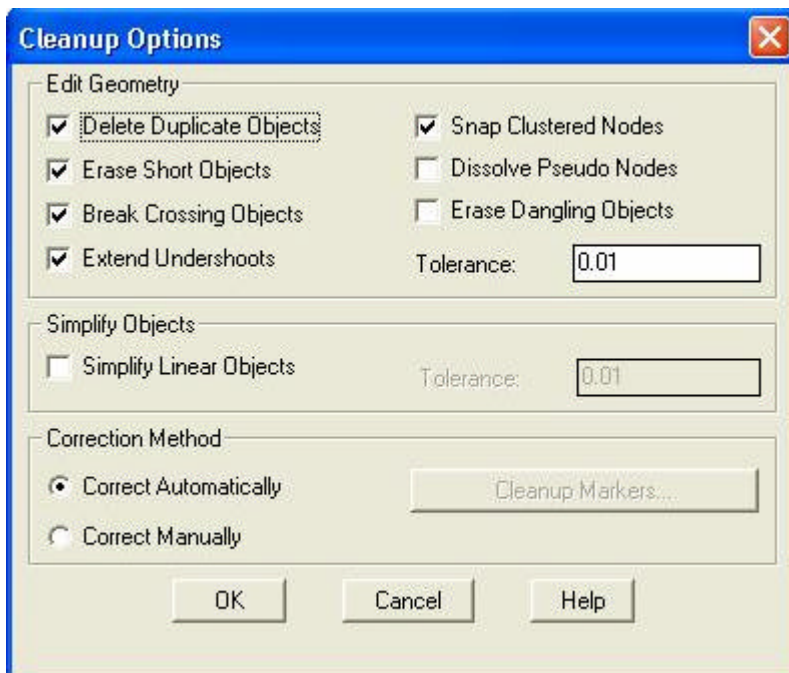 Cleanup Options
Edit Geometry
Delete Duplicate Objects
Snap Clustered Nodes
Erase Short Objects
Dissolve Pseudo Nodes
Break Crossing Objects
Erase Dangling Objects
Extend Undershoots
Tolerance: 0.01
Simplify Objects
Simplify Linear Objects
Tolerance: 0.01
Correction Method
Correct Automatically
Cleanup Markers...
Correct Manually
OK Cancel Help